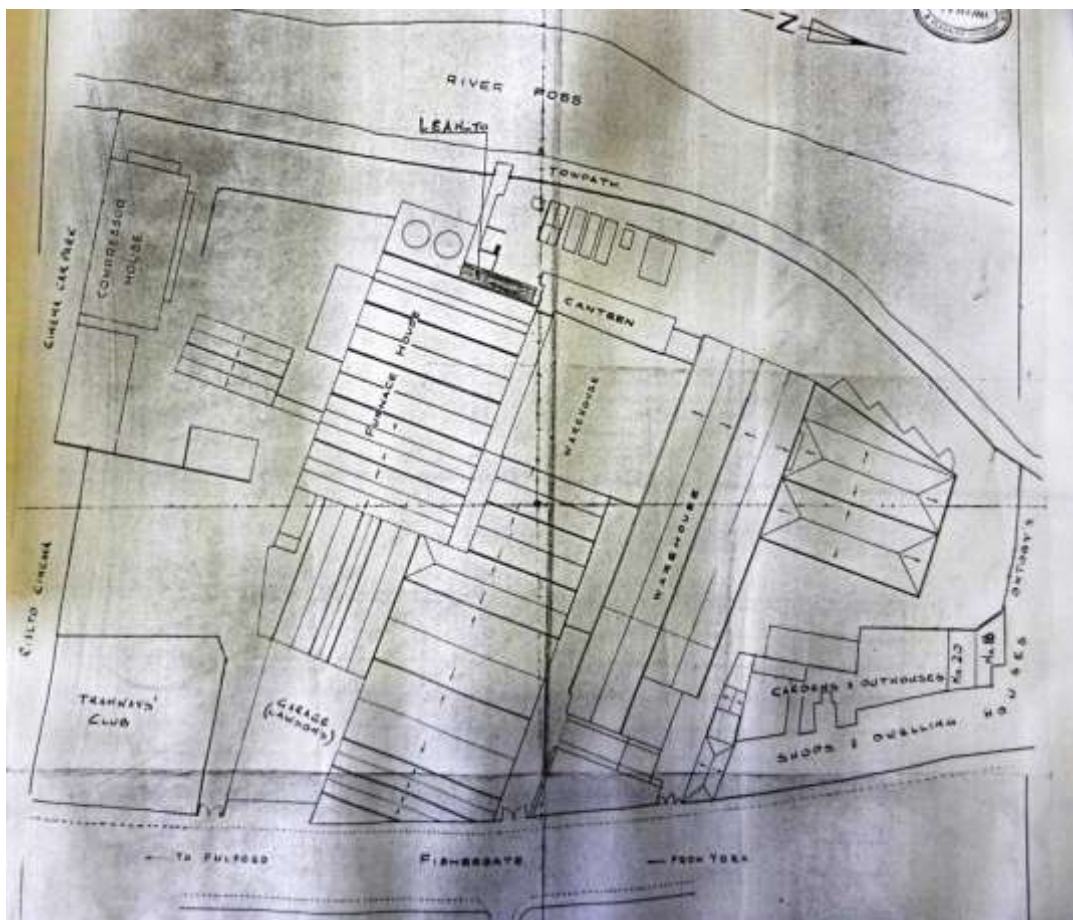 N
RIVER FOSS
LEAN-TO
TOWPATH
COMPRESSOR
HOUSE
CINEMA CAR PARK
CANTEEN
FURNACE HOUSE
WAREHOUSE
WAREHOUSE
CINEMA
TRAMWAYS'
CLUB
GARAGE
(LAWSONS)
GARDENS & OUTHOUSES
No. 20
No. 18
SHOPS & DWELLING HOUSES
TO FULFORD
FISHERGATE
FROM YORK